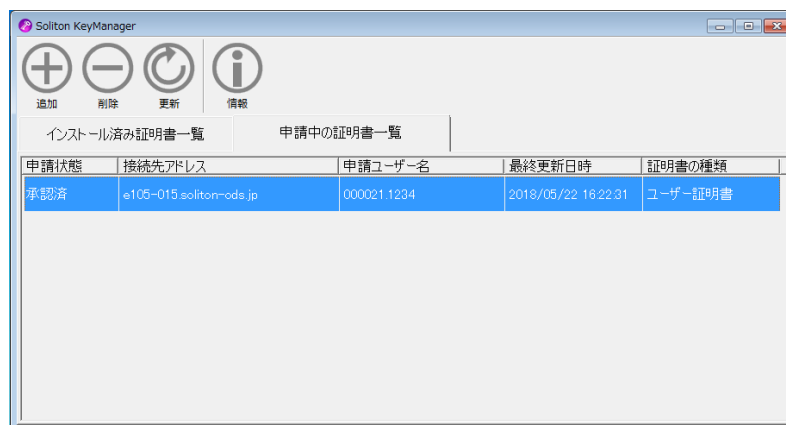 Soliton KeyManager
追加 削除 更新 情報
インストール済み証明書一覧 申請中の証明書一覧
申請状態 接続先アドレス 申請ユーザー名 最終更新日時 証明書の種類
承認済 e105-015.soliton-ods.jp 000021.1234 2018/05/22 16:22:31 ユーザー証明書